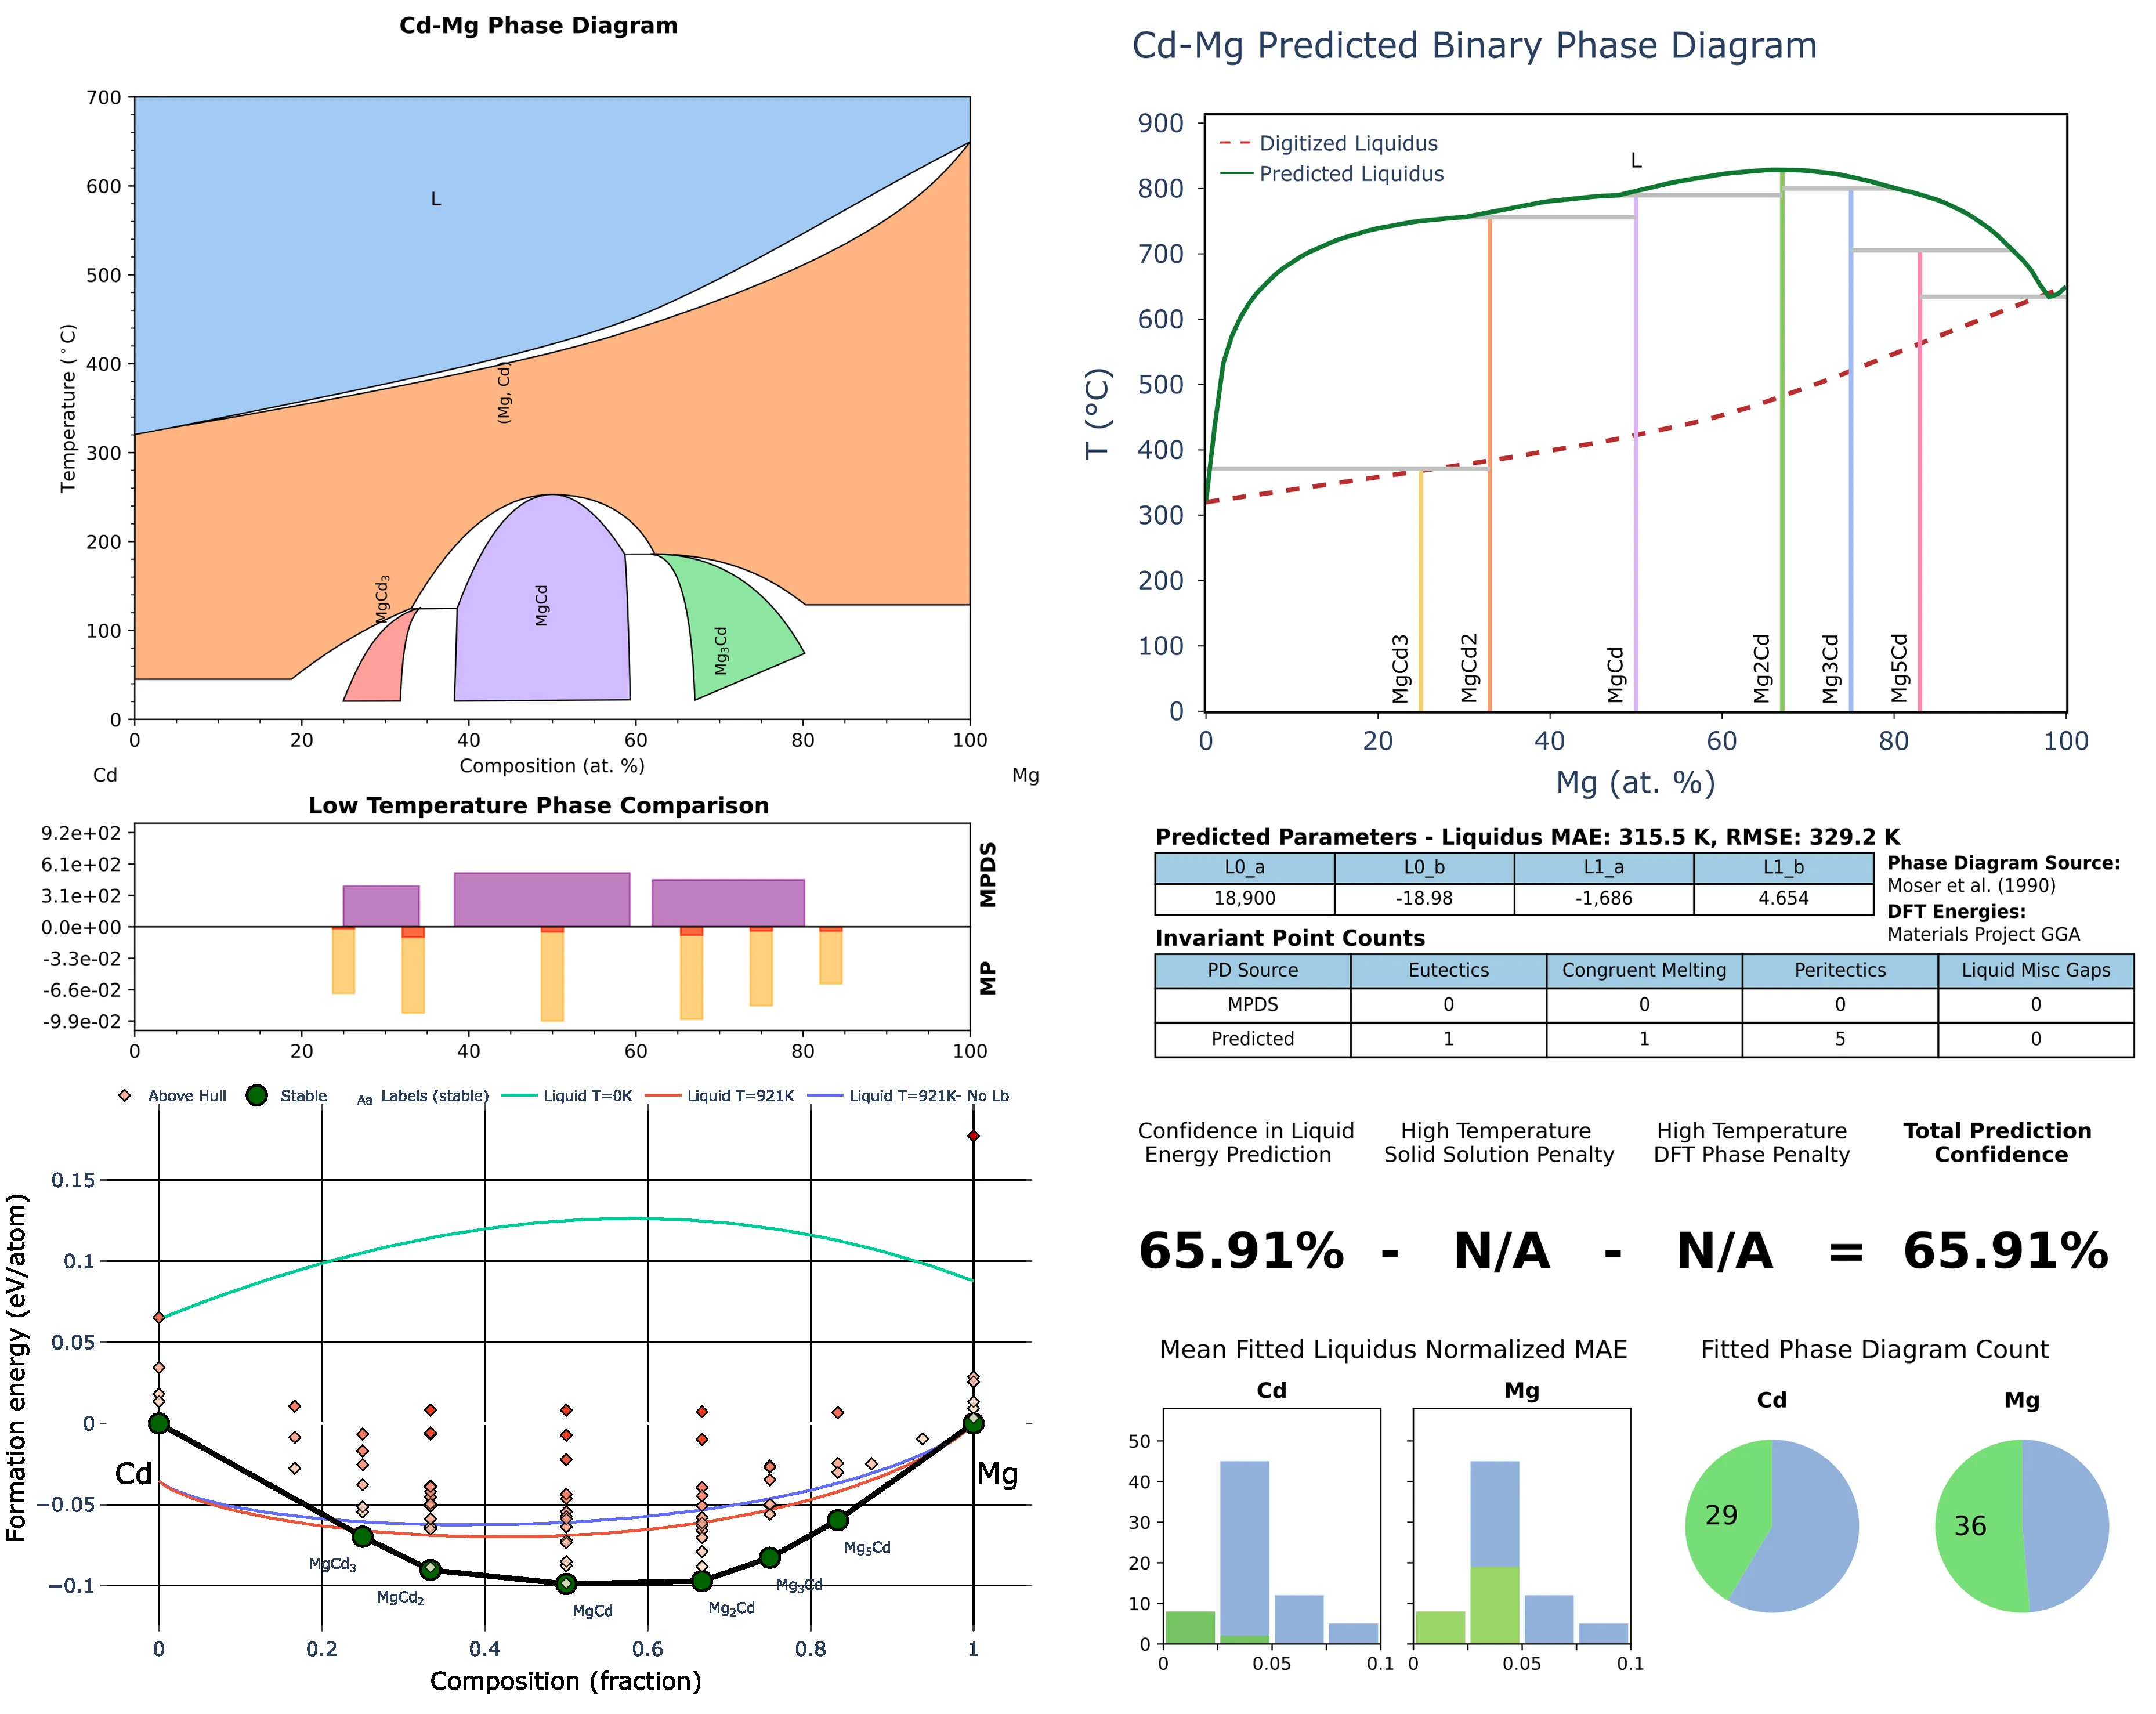 Cd-Mg Phase Diagram
700
600
500
400
300
200
100
0
Temperature (°C)
L
(Mg, Cd)
MgCd₃
MgCd
Mg₃Cd
0 20 40 60 80 100
Composition (at. %)
Cd Mg
Low Temperature Phase Comparison
9.2e+02
6.1e+02
3.1e+02
0.0e+00
-3.3e-02
-6.6e-02
-9.9e-02
MPDS
MP
0 20 40 60 80 100
Above Hull Stable Aa Labels (stable) Liquid T=0K Liquid T=921K Liquid T=921K- No Lb
0.15
0.1
0.05
0
−0.05
−0.1
Formation energy (eV/atom)
Cd Mg
MgCd₃
MgCd₂
MgCd
Mg₂Cd
Mg₃Cd
Mg₅Cd
0 0.2 0.4 0.6 0.8 1
Composition (fraction)
Cd-Mg Predicted Binary Phase Diagram
900
800
700
600
500
400
300
200
100
0
T (°C)
Digitized Liquidus
Predicted Liquidus
L
MgCd3
MgCd2
MgCd
Mg2Cd
Mg3Cd
Mg5Cd
0 20 40 60 80 100
Mg (at. %)
Predicted Parameters - Liquidus MAE: 315.5 K, RMSE: 329.2 K
L0_a L0_b L1_a L1_b
18,900 -18.98 -1,686 4.654
Phase Diagram Source:
Moser et al. (1990)
DFT Energies:
Materials Project GGA
Invariant Point Counts
PD Source Eutectics Congruent Melting Peritectics Liquid Misc Gaps
MPDS 0 0 0 0
Predicted 1 1 5 0
Confidence in Liquid
Energy Prediction
High Temperature
Solid Solution Penalty
High Temperature
DFT Phase Penalty
Total Prediction
Confidence
65.91% - N/A - N/A = 65.91%
Mean Fitted Liquidus Normalized MAE
Cd
Mg
50
40
30
20
10
0
0 0.05 0.1
0 0.05 0.1
Fitted Phase Diagram Count
Cd
29
Mg
36